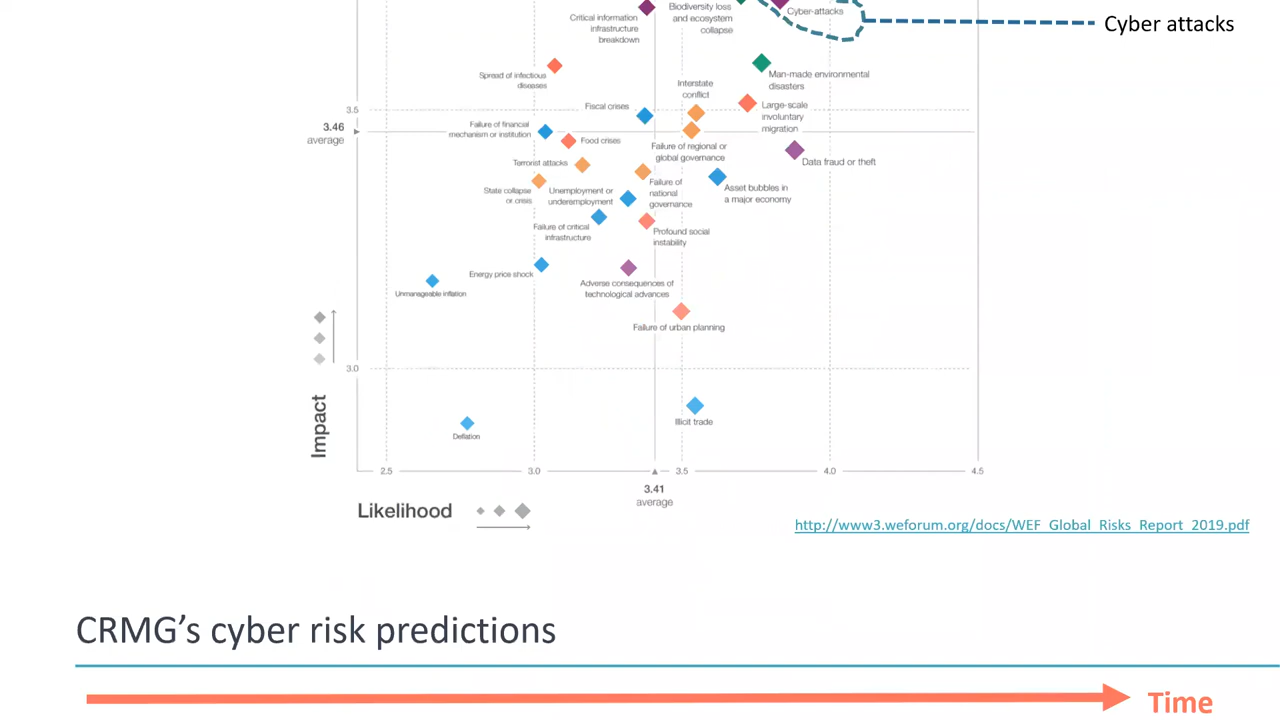 Biodiversity loss
and ecosystem
collapse
Cyber-attacks
Cyber attacks
Critical information
infrastructure
breakdown
Spread of infectious
diseases
Man-made environmental
disasters
Interstate
conflict
3.5
Fiscal crises
Large-scale
involuntary
migration
3.46
average
Failure of financial
mechanism or institution
Food crises
Failure of regional or
global governance
Data fraud or theft
Terrorist attacks
State collapse
or crisis
Unemployment or
underemployment
Failure of
national
governance
Asset bubbles in
a major economy
Failure of critical
infrastructure
Profound social
instability
Energy price shock
Adverse consequences of
technological advances
Unmanageable inflation
Failure of urban planning
3.0
Impact
Illicit trade
Deflation
2.5
3.0
3.5
4.0
4.5
3.41
average
Likelihood
http://www3.weforum.org/docs/WEF_Global_Risks_Report_2019.pdf
CRMG’s cyber risk predictions
Time